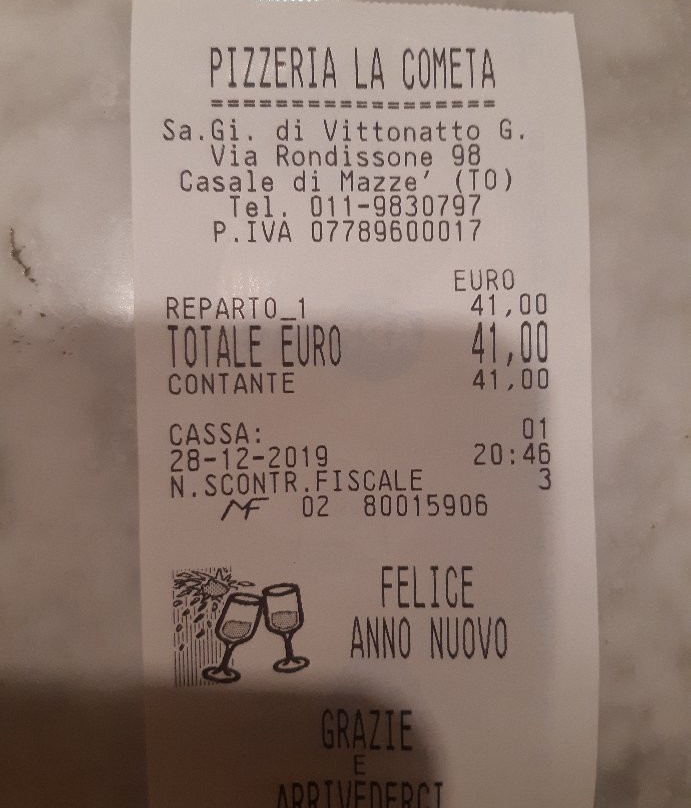 PIZZERIA LA COMETA
==================
Sa.Gi. di Vittonatto G.
Via Rondissone 98
Casale di Mazze' (TO)
Tel. 011-9830797
P.IVA 07789600017
EURO
REPARTO_1 41,00
TOTALE EURO 41,00
CONTANTE 41,00
CASSA: 01
28-12-2019 20:46
N.SCONTR.FISCALE 3
MF 02 80015906
FELICE
ANNO NUOVO
GRAZIE
E
ARRIVEDERCI